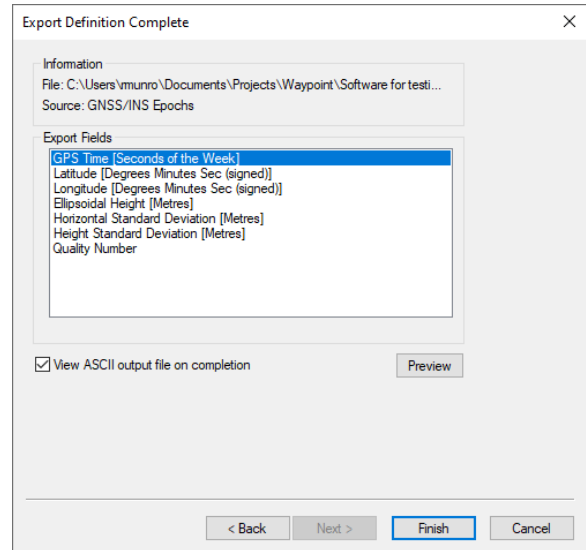 Export Definition Complete
Information
File: C:\Users\rmunro\Documents\Projects\Waypoint\Software for testi...
Source: GNSS/INS Epochs
Export Fields
GPS Time [Seconds of the Week]
Latitude [Degrees Minutes Sec (signed)]
Longitude [Degrees Minutes Sec (signed)]
Ellipsoidal Height [Metres]
Horizontal Standard Deviation [Metres]
Height Standard Deviation [Metres]
Quality Number
View ASCII output file on completion
Preview
< Back
Next >
Finish
Cancel